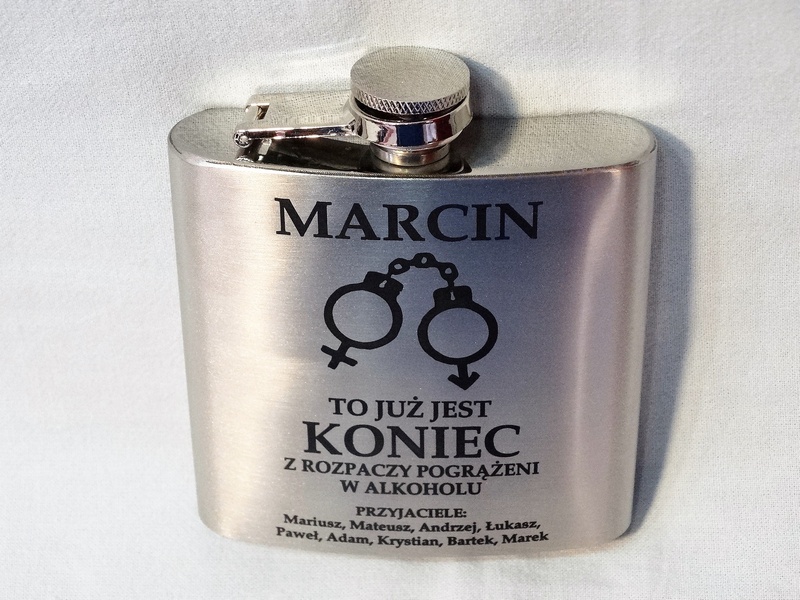 MARCIN
TO JUŻ JEST
KONIEC
Z ROZPACZY POGRĄŻENI
W ALKOHOLU
PRZYJACIELE:
Mariusz, Mateusz, Andrzej, Łukasz,
Paweł, Adam, Krystian, Bartek, Marek